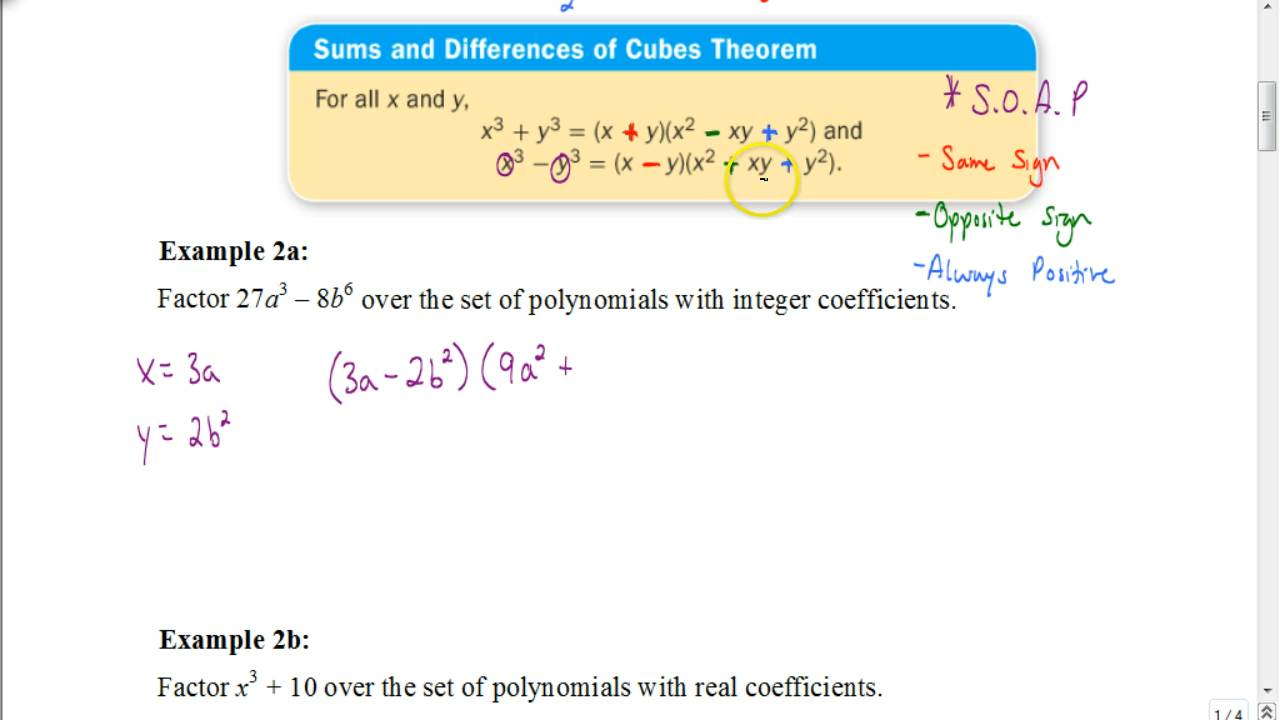 2
Sums and Differences of Cubes Theorem
For all x and y,
x³ + y³ = (x + y)(x² − xy + y²) and
x³ − y³ = (x − y)(x² + xy + y²).
* S.O.A.P
- Same Sign
- Opposite Sign
- Always Positive
Example 2a:
Factor 27a³ – 8b⁶ over the set of polynomials with integer coefficients.
x = 3a
(3a − 2b²)(9a² +
y = 2b²
Example 2b:
Factor x³ + 10 over the set of polynomials with real coefficients.
1 / 4